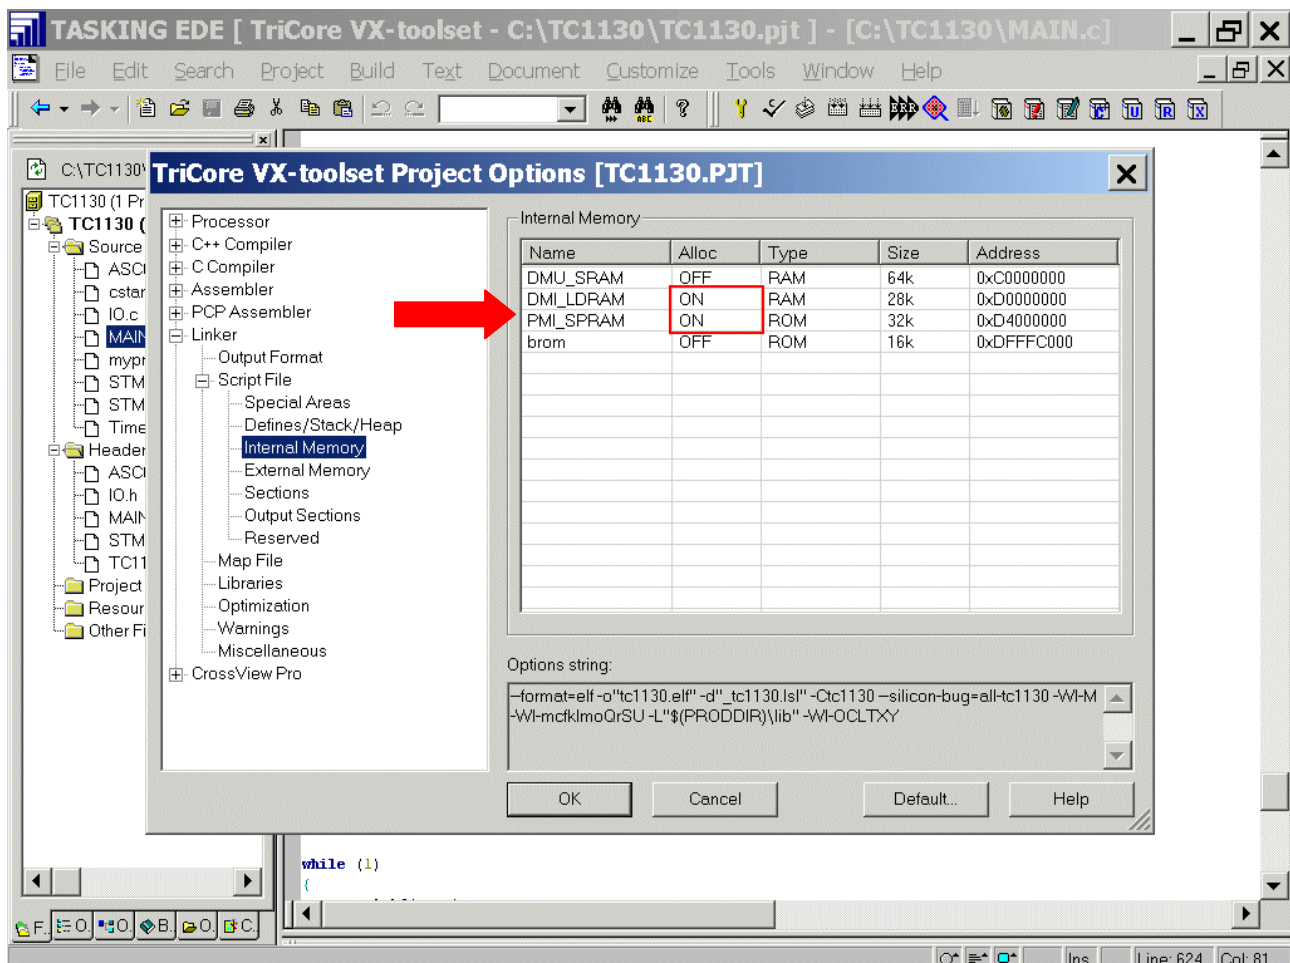 TASKING EDE [ TriCore VX-toolset - C:\TC1130\TC1130.pjt ] - [C:\TC1130\MAIN.c]
File Edit Search Project Build Text Document Customize Tools Window Help
C:\TC1130\
TriCore VX-toolset Project Options [TC1130.PJT]
TC1130 (1 Pr
TC1130 (
Source
ASC
cstar
IO.c
MAIN
mypr
STM
STM
Time
Header
ASC
IO.h
MAIN
STM
TC11
Project
Resour
Other Fi
Processor
C++ Compiler
C Compiler
Assembler
PCP Assembler
Linker
Output Format
Script File
Special Areas
Defines/Stack/Heap
Internal Memory
External Memory
Sections
Output Sections
Reserved
Map File
Libraries
Optimization
Warnings
Miscellaneous
CrossView Pro
Internal Memory
Name Alloc Type Size Address
DMU_SRAM OFF RAM 64k 0xC0000000
DMI_LDRAM ON RAM 28k 0xD0000000
PMI_SPRAM ON ROM 32k 0xD4000000
brom OFF ROM 16k 0xDFFFC000
Options string:
--format=elf -o"tc1130.elf" -d"_tc1130.lsl" -Ctc1130 --silicon-bug=all-tc1130 -Wl-M
-Wl-mcfklmoQrSU -L"$(PRODDIR)\lib" -Wl-OCLTXY
OK Cancel Default... Help
while (1)
{
F.. O. O. B. O. C.
Ins Line: 624 Col: 81